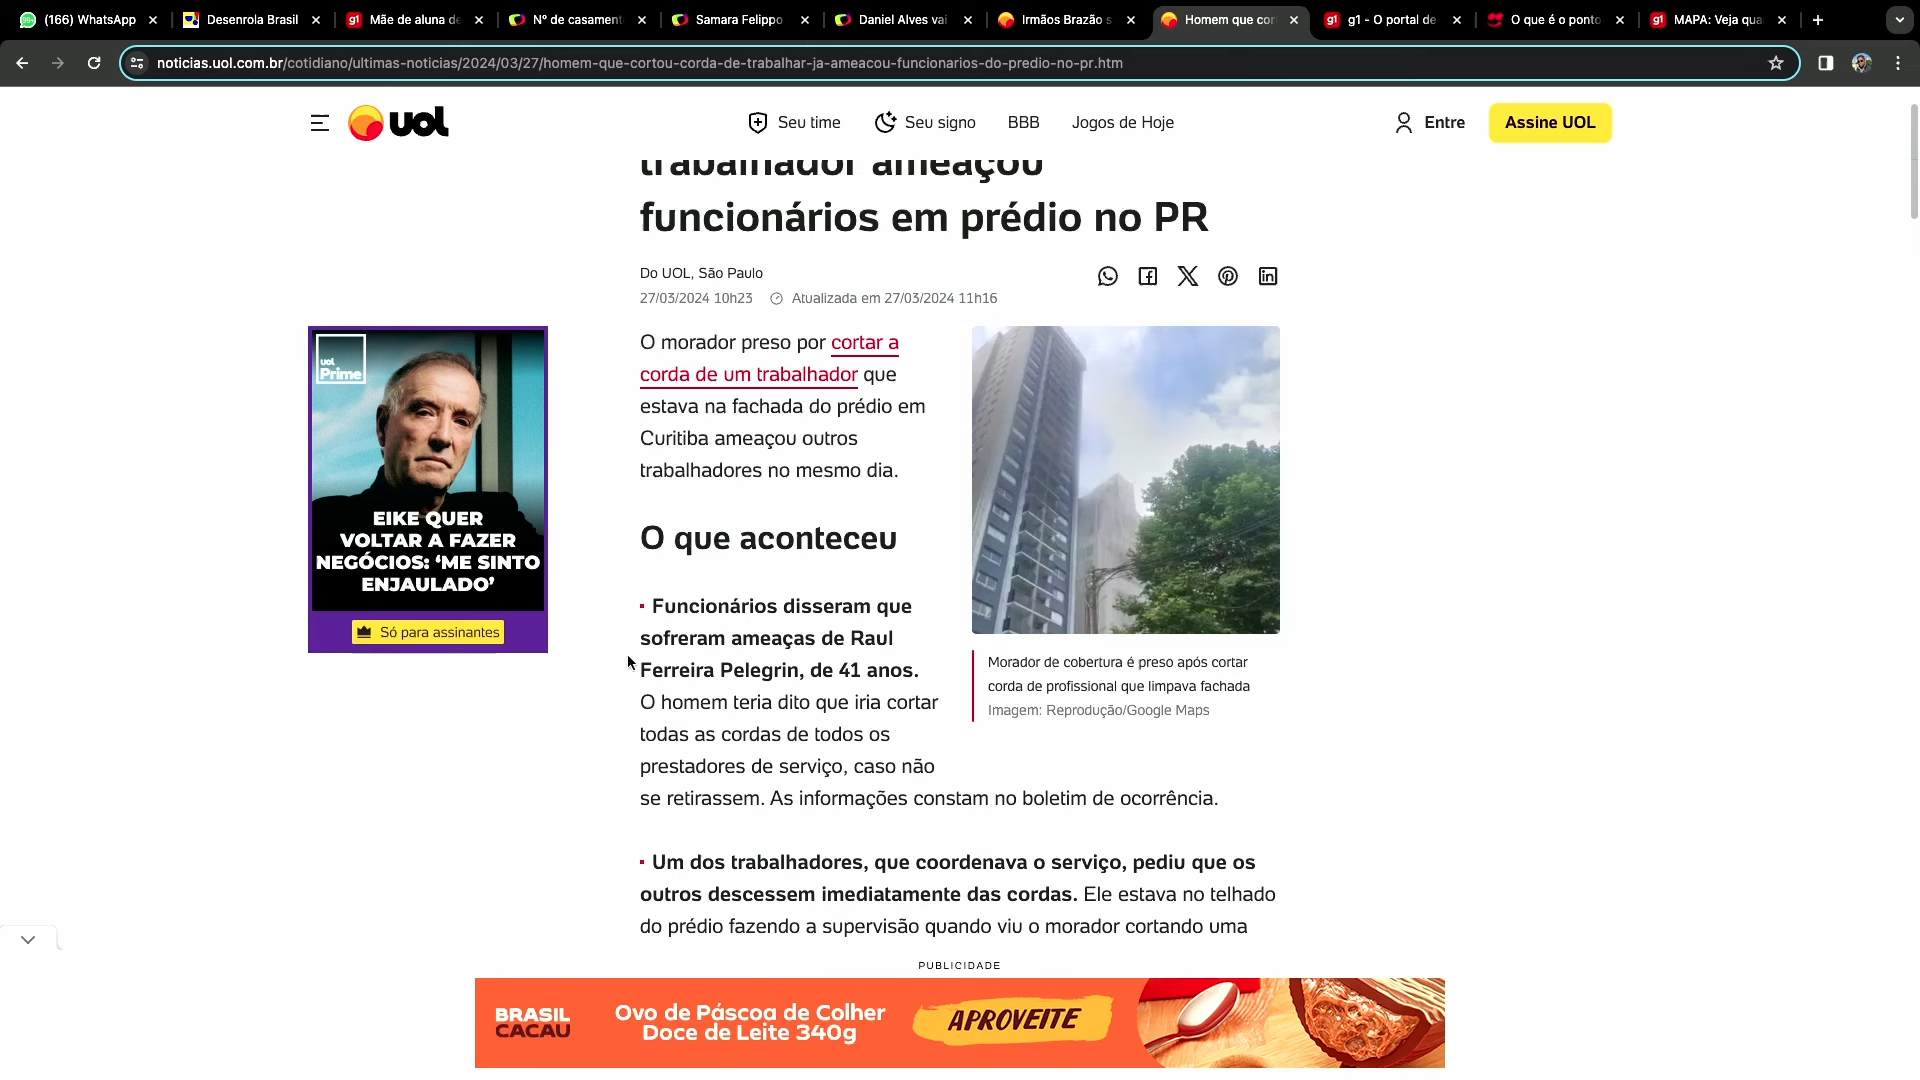 (166) WhatsApp
Desenrola Brasil
Mãe de aluna de
Nº de casament
Samara Felippo
Daniel Alves vai
Irmãos Brazão s
Homem que cor
g1 - O portal de
O que é o ponto
MAPA: Veja qua
noticias.uol.com.br/cotidiano/ultimas-noticias/2024/03/27/homem-que-cortou-corda-de-trabalhar-ja-ameacou-funcionarios-do-predio-no-pr.htm
uol
Seu time
Seu signo
BBB
Jogos de Hoje
Entre
Assine UOL
trabalhador ameaçou
funcionários em prédio no PR
Do UOL, São Paulo
27/03/2024 10h23 Atualizada em 27/03/2024 11h16
uol
Prime
EIKE QUER
VOLTAR A FAZER
NEGÓCIOS: ‘ME SINTO
ENJAULADO’
Só para assinantes
O morador preso por cortar a
corda de um trabalhador que
estava na fachada do prédio em
Curitiba ameaçou outros
trabalhadores no mesmo dia.
O que aconteceu
Funcionários disseram que
sofreram ameaças de Raul
Ferreira Pelegrin, de 41 anos.
O homem teria dito que iria cortar
todas as cordas de todos os
prestadores de serviço, caso não
se retirassem. As informações constam no boletim de ocorrência.
Morador de cobertura é preso após cortar
corda de profissional que limpava fachada
Imagem: Reprodução/Google Maps
Um dos trabalhadores, que coordenava o serviço, pediu que os
outros descessem imediatamente das cordas. Ele estava no telhado
do prédio fazendo a supervisão quando viu o morador cortando uma
PUBLICIDADE
BRASIL
CACAU
Ovo de Páscoa de Colher
Doce de Leite 340g
APROVEITE